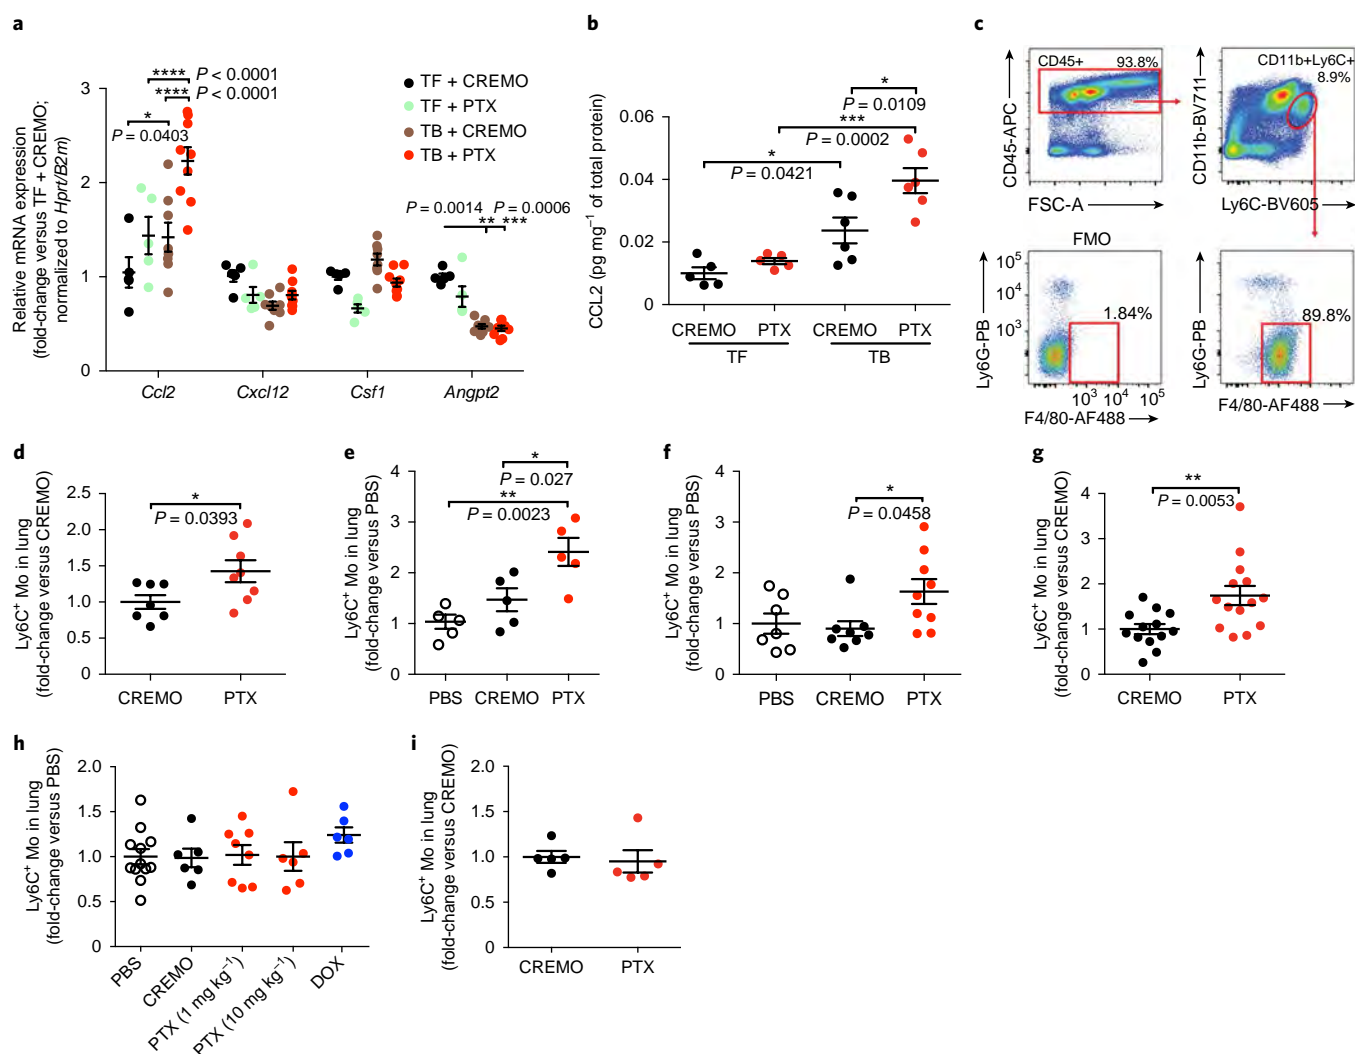 a
Relative mRNA expression
(fold-change versus TF + CREMO;
normalized to Hprt/B2m)
3
2
1
0
**** P < 0.0001
**** P < 0.0001
*
P = 0.0403
TF + CREMO
TF + PTX
TB + CREMO
TB + PTX
P = 0.0014 P = 0.0006
** ***
Ccl2 Cxcl12 Csf1 Angpt2
b
CCL2 (pg mg⁻¹ of total protein)
0.06
0.04
0.02
0
*
P = 0.0109
***
P = 0.0002
*
P = 0.0421
CREMO PTX CREMO PTX
TF TB
c
CD45+ 93.8%
CD45-APC
FSC-A
CD11b+Ly6C+
8.9%
CD11b-BV711
Ly6C-BV605
FMO
10⁵
10⁴
10³
1.84%
Ly6G-PB
10³ 10⁴ 10⁵
F4/80-AF488
89.8%
Ly6G-PB
F4/80-AF488
d
Ly6C⁺ Mo in lung
(fold-change versus CREMO)
2.5
2.0
1.5
1.0
0.5
0
*
P = 0.0393
CREMO PTX
e
Ly6C⁺ Mo in lung
(fold-change versus PBS)
4
3
2
1
0
*
P = 0.027
**
P = 0.0023
PBS CREMO PTX
f
Ly6C⁺ Mo in lung
(fold-change versus PBS)
4
3
2
1
0
*
P = 0.0458
PBS CREMO PTX
g
Ly6C⁺ Mo in lung
(fold-change versus CREMO)
4
3
2
1
0
**
P = 0.0053
CREMO PTX
h
Ly6C⁺ Mo in lung
(fold-change versus PBS)
2.0
1.5
1.0
0.5
0
PBS
CREMO
PTX (1 mg kg⁻¹)
PTX (10 mg kg⁻¹)
DOX
i
Ly6C⁺ Mo in lung
(fold-change versus CREMO)
2.0
1.5
1.0
0.5
0
CREMO PTX